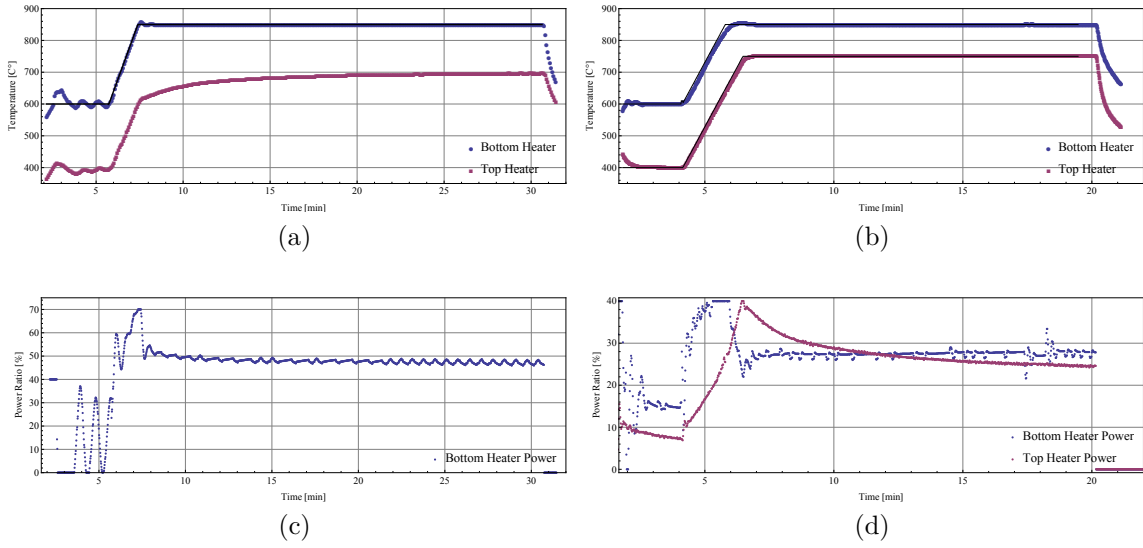 900
800
700
600
500
400
Temperature [C°]
5
10
15
20
25
30
Time [min]
Bottom Heater
Top Heater
(a)
900
800
700
600
500
400
Temperature [C°]
5
10
15
20
Time [min]
Bottom Heater
Top Heater
(b)
70
60
50
40
30
20
10
0
Power Ratio [%]
5
10
15
20
25
30
Time [min]
Bottom Heater Power
(c)
40
30
20
10
0
Power Ratio [%]
5
10
15
20
Time [min]
Bottom Heater Power
Top Heater Power
(d)